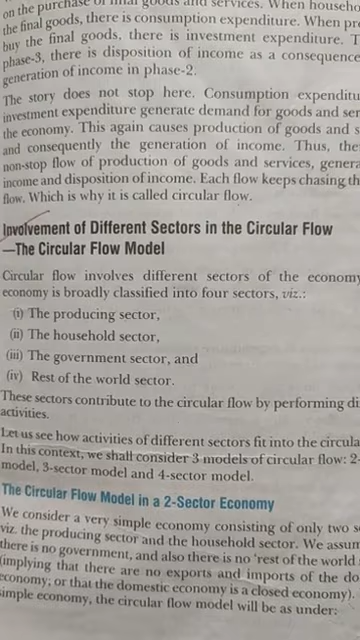 on the purchase of final goods and services. When househo
the final goods, there is consumption expenditure. When pro
buy the final goods, there is investment expenditure. T
phase-3, there is disposition of income as a consequence
generation of income in phase-2.
The story does not stop here. Consumption expenditu
investment expenditure generate demand for goods and ser
the economy. This again causes production of goods and s
and consequently the generation of income. Thus, the
non-stop flow of production of goods and services, genera
income and disposition of income. Each flow keeps chasing th
flow. Which is why it is called circular flow.
Involvement of Different Sectors in the Circular Flow
—The Circular Flow Model
Circular flow involves different sectors of the economy
economy is broadly classified into four sectors, viz.:
(i) The producing sector,
(ii) The household sector,
(iii) The government sector, and
(iv) Rest of the world sector.
These sectors contribute to the circular flow by performing di
activities.
Let us see how activities of different sectors fit into the circula
In this context, we shall consider 3 models of circular flow: 2-
model, 3-sector model and 4-sector model.
The Circular Flow Model in a 2-Sector Economy
We consider a very simple economy consisting of only two s
viz. the producing sector and the household sector. We assum
there is no government, and also there is no 'rest of the world
(implying that there are no exports and imports of the do
economy; or that the domestic economy is a closed economy).
simple economy, the circular flow model will be as under: